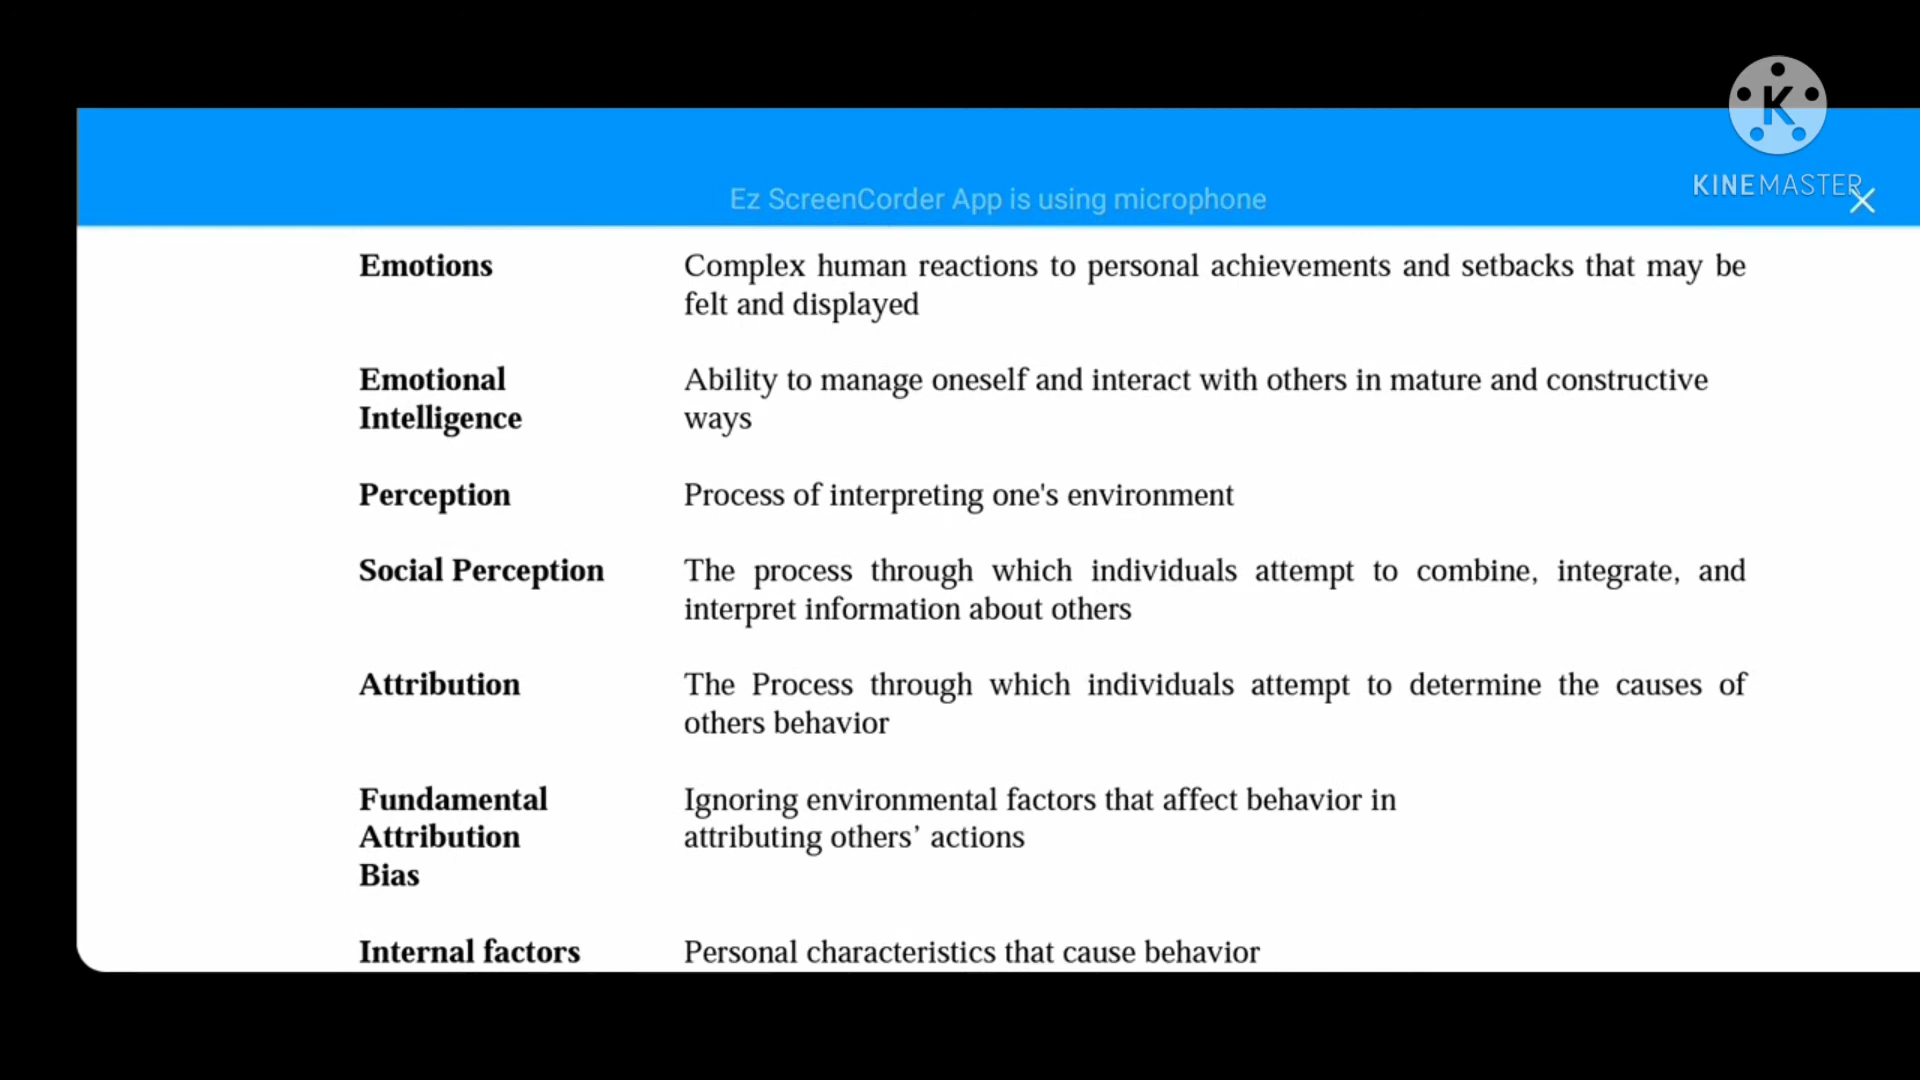 K
KINEMASTER
Ez ScreenCorder App is using microphone
Emotions Complex human reactions to personal achievements and setbacks that may be
felt and displayed
Emotional Ability to manage oneself and interact with others in mature and constructive
Intelligence ways
Perception Process of interpreting one's environment
Social Perception The process through which individuals attempt to combine, integrate, and
interpret information about others
Attribution The Process through which individuals attempt to determine the causes of
others behavior
Fundamental Ignoring environmental factors that affect behavior in
Attribution attributing others’ actions
Bias
Internal factors Personal characteristics that cause behavior